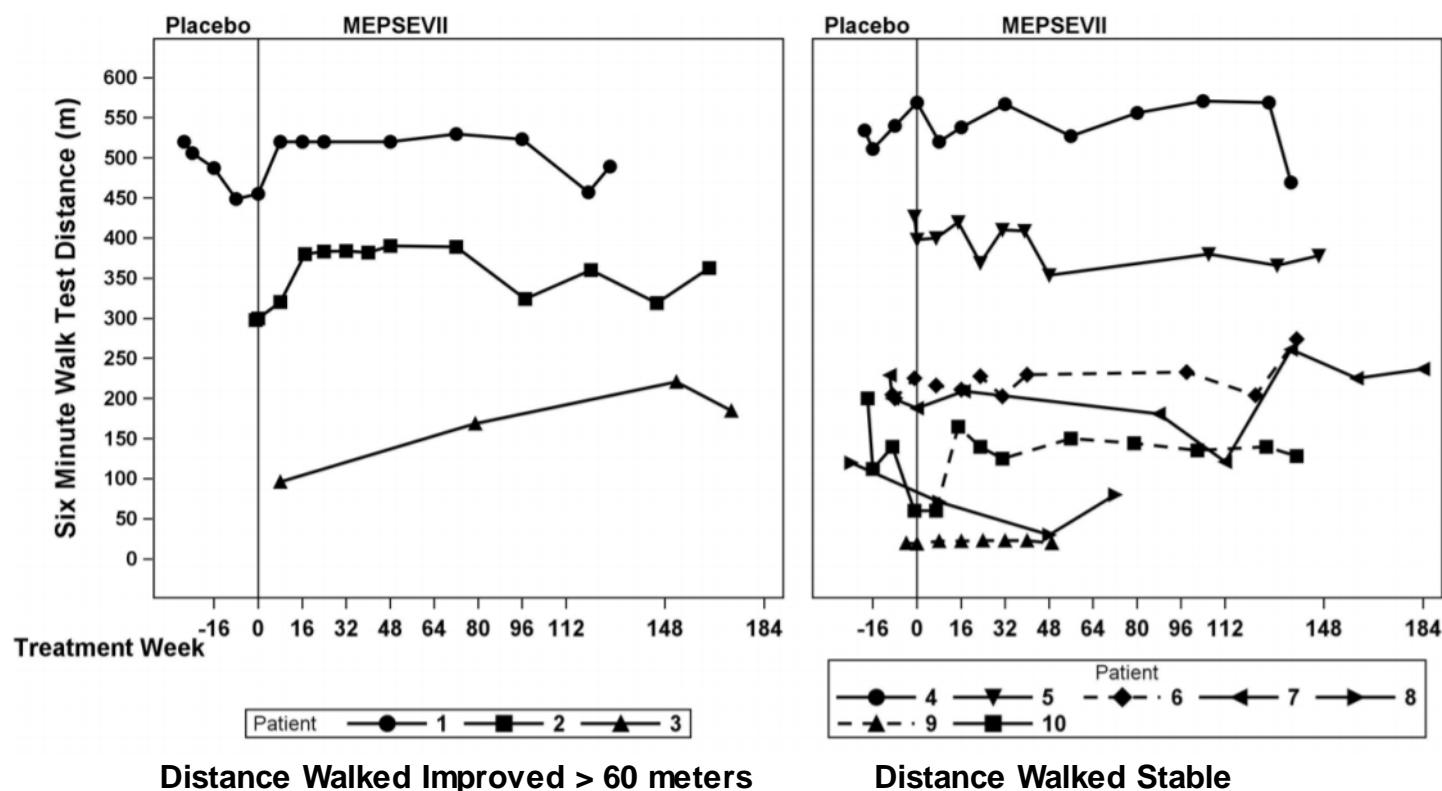 Placebo MEPSEVII
Placebo MEPSEVII
Six Minute Walk Test Distance (m)
600
550
500
450
400
350
300
250
200
150
100
50
0
-16 0 16 32 48 64 80 96 112 148 184
-16 0 16 32 48 64 80 96 112 148 184
Treatment Week
Patient 1 2 3
Patient
4 5 6 7 8
9 10
Distance Walked Improved > 60 meters
Distance Walked Stable